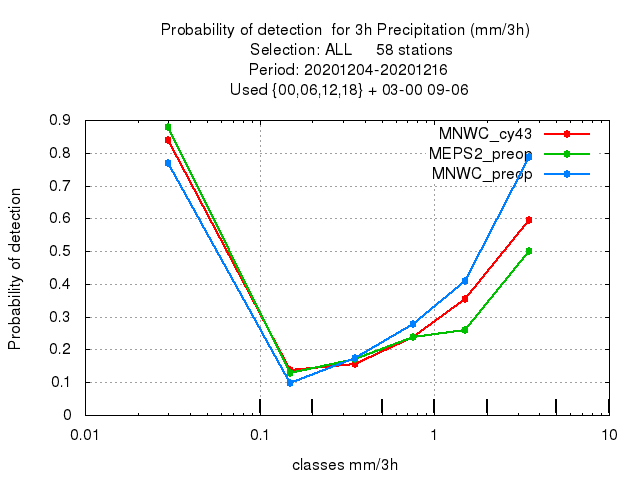 Probability of detection  for 3h Precipitation (mm/3h)
Selection: ALL     58 stations
Period: 20201204-20201216
Used {00,06,12,18} + 03-00 09-06
0.9
MNWC_cy43
0.8
MEPS2_preop
0.7
MNWC_preop
0.6
0.5
0.4
0.3
0.2
0.1
0
Probability of detection
0.01 0.1 1 10
classes mm/3h